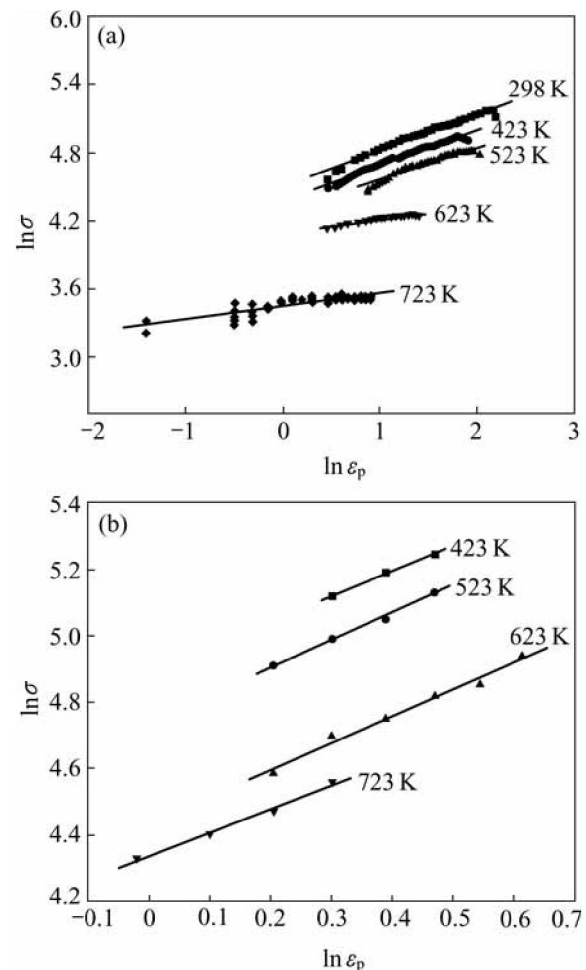 (a)
6.0
5.4
4.8
4.2
3.6
3.0
lnσ
298 K
423 K
523 K
623 K
723 K
−2 −1 0 1 2 3
ln εp
(b)
5.4
5.2
5.0
4.8
4.6
4.4
4.2
lnσ
423 K
523 K
623 K
723 K
−0.1 0 0.1 0.2 0.3 0.4 0.5 0.6 0.7
ln εp